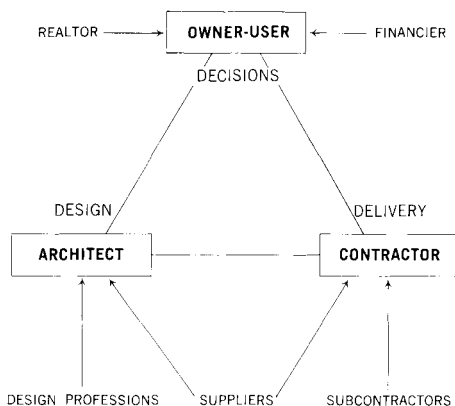 REALTOR OWNER-USER FINANCIER
DECISIONS
DESIGN DELIVERY
ARCHITECT CONTRACTOR
DESIGN PROFESSIONS SUPPLIERS SUBCONTRACTORS